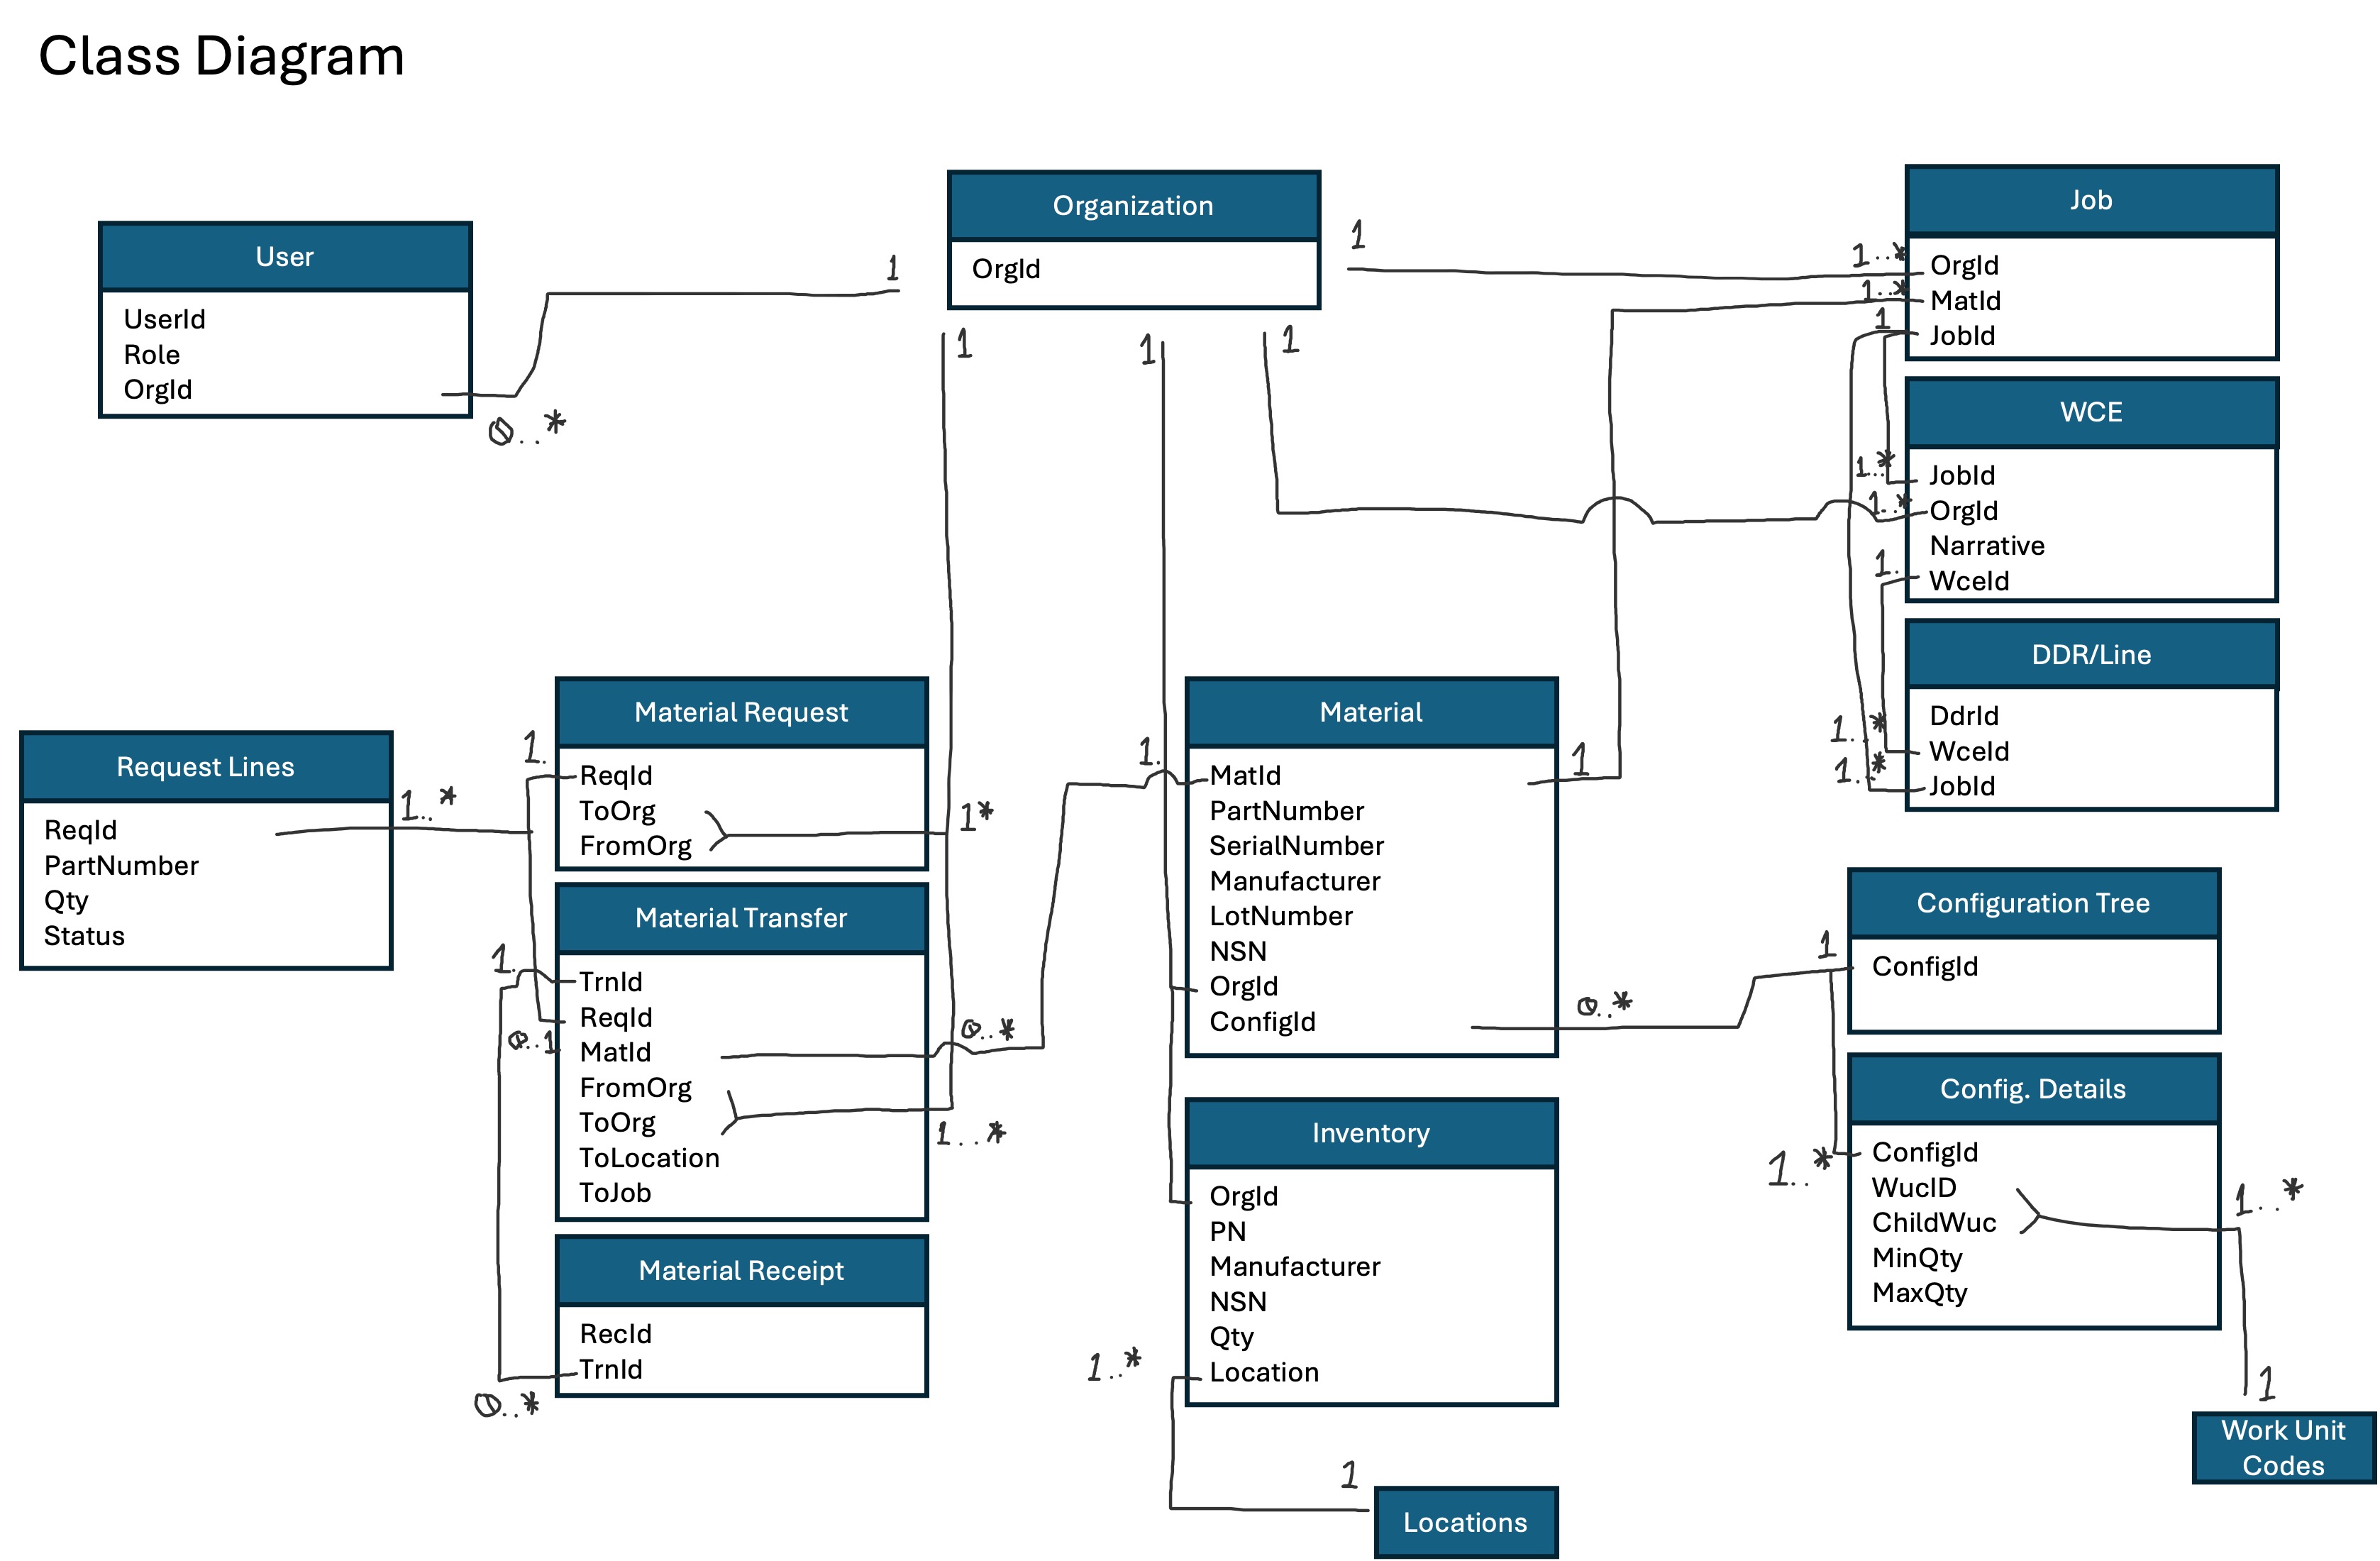 Class Diagram
User
UserId
Role
OrgId
0..*
1
Organization
OrgId
1
1
1
1
Job
1..*
OrgId
1..*
MatId
1
JobId
WCE
1..*
JobId
1..*
OrgId
Narrative
1.
WceId
DDR/Line
DdrId
1..*
WceId
1..*
JobId
Request Lines
1..*
ReqId
PartNumber
Qty
Status
Material Request
1.
ReqId
ToOrg
FromOrg
1*
Material Transfer
1.
TrnId
ReqId
0..1
MatId
0..*
FromOrg
ToOrg
1...*
ToLocation
ToJob
Material Receipt
RecId
TrnId
0..*
Material
1.
MatId
1
PartNumber
SerialNumber
Manufacturer
LotNumber
NSN
OrgId
ConfigId
0..*
Inventory
OrgId
PN
Manufacturer
NSN
Qty
1..*
Location
1
Locations
Configuration Tree
1
ConfigId
Config. Details
1..*
ConfigId
WucID
ChildWuc
1...*
MinQty
MaxQty
1
Work Unit
Codes